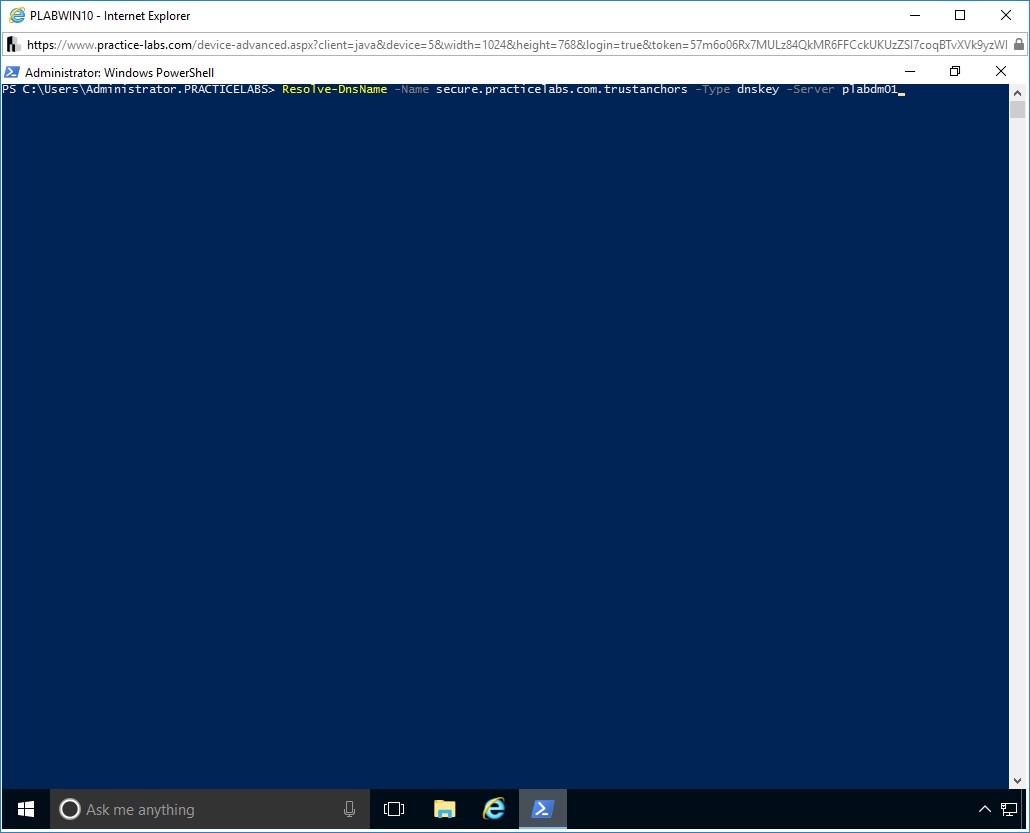 PLABWIN10 - Internet Explorer
https://www.practice-labs.com/device-advanced.aspx?client=java&device=5&width=1024&height=768&login=true&token=57m6o06Rx7MULz84QkMR6FFCckUKUzZSI7coqBTvXVk9yzWI
Administrator: Windows PowerShell
PS C:\Users\Administrator.PRACTICELABS> Resolve-DnsName -Name secure.practicelabs.com.trustanchors -Type dnskey -Server plabdm01_
Ask me anything